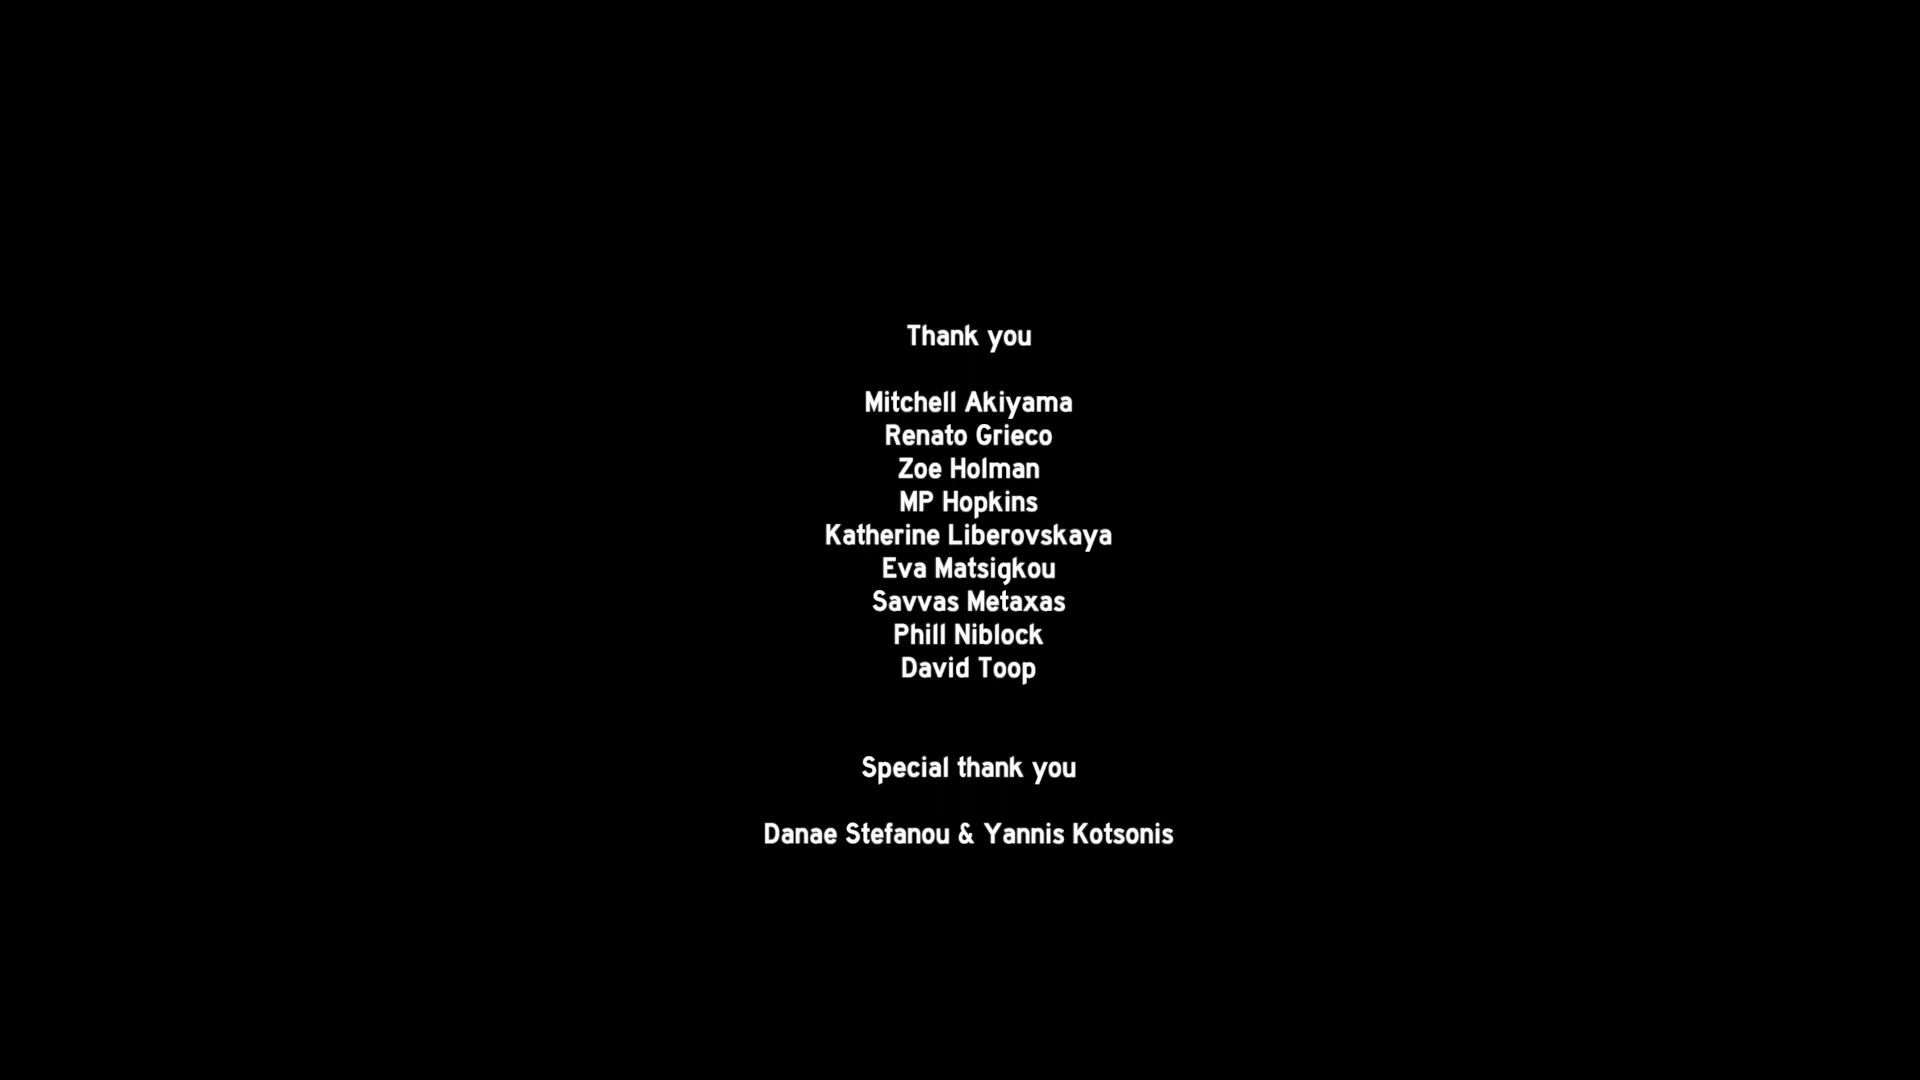 Thank you
Mitchell Akiyama
Renato Grieco
Zoe Holman
MP Hopkins
Katherine Liberovskaya
Eva Matsigkou
Savvas Metaxas
Phill Niblock
David Toop
Special thank you
Danae Stefanou & Yannis Kotsonis